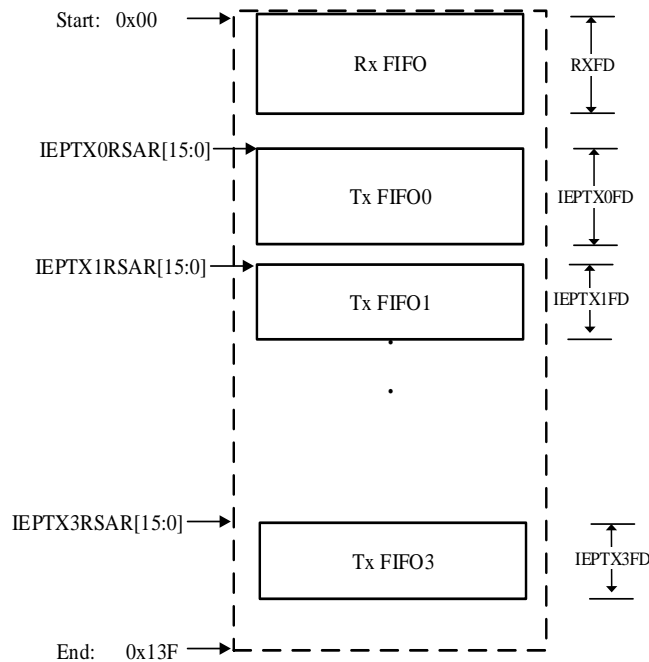 Start: 0x00
Rx FIFO
RXFD
IEPTX0RSAR[15:0]
Tx FIFO0
IEPTX0FD
IEPTX1RSAR[15:0]
Tx FIFO1
IEPTX1FD
IEPTX3RSAR[15:0]
Tx FIFO3
IEPTX3FD
End: 0x13F